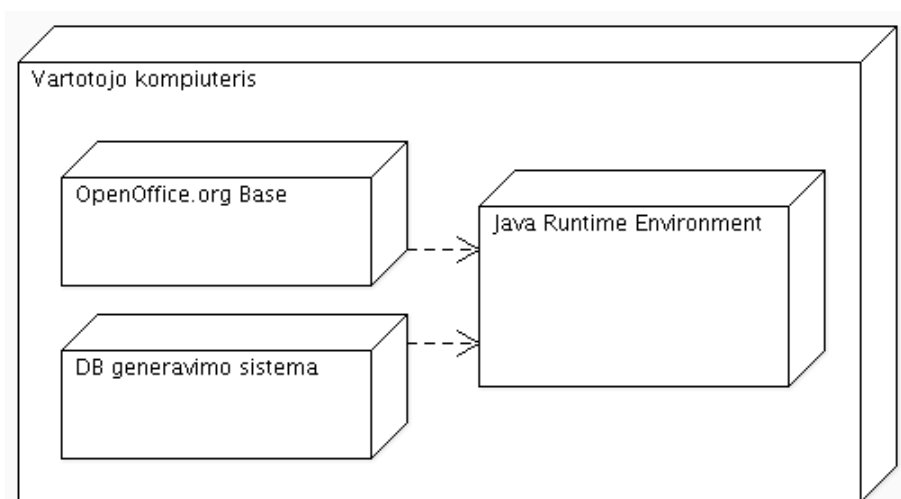 Vartotojo kompiuteris
OpenOffice.org Base
Java Runtime Environment
DB generavimo sistema